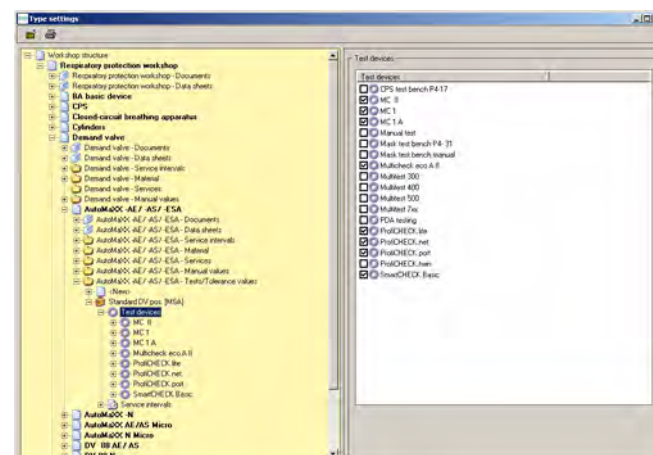 Type settings
Workshop structure
Respiratory protection workshop
Respiratory protection workshop - Documents
Respiratory protection workshop - Data sheets
BA basic device
CPS
Closed-circuit breathing apparatus
Cylinders
Demand valve
Demand valve - Documents
Demand valve - Data sheets
Demand valve - Service intervals
Demand valve - Material
Demand valve - Services
Demand valve - Manual values
AutoMaXX -AE/ -AS/ -ESA
AutoMaXX -AE/ -AS/ -ESA - Documents
AutoMaXX -AE/ -AS/ -ESA - Data sheets
AutoMaXX -AE/ -AS/ -ESA - Service intervals
AutoMaXX -AE/ -AS/ -ESA - Material
AutoMaXX -AE/ -AS/ -ESA - Services
AutoMaXX -AE/ -AS/ -ESA - Manual values
AutoMaXX -AE/ -AS/ -ESA - Tests/Tolerance values
<New>
Standard DV pos. [MSA]
Test devices
MC II
MC 1
MC 1 A
Multicheck eco A II
ProfiCHECK.lite
ProfiCHECK.net
ProfiCHECK.port
SmartCHECK Basic
Service intervals
AutoMaXX -N
AutoMaXX AE/AS Micro
AutoMaXX N Micro
DV 88 AE/ AS
Test devices
Test devices
CPS test bench P4-17
MC II
MC 1
MC 1 A
Manual test
Mask test bench P4- 31
Mask test bench manual
Multicheck eco A II
Multitest 300
Multitest 400
Multitest 500
Multitest 7xx
PDA testing
ProfiCHECK.lite
ProfiCHECK.net
ProfiCHECK.port
ProfiCHECK.twin
SmartCHECK Basic